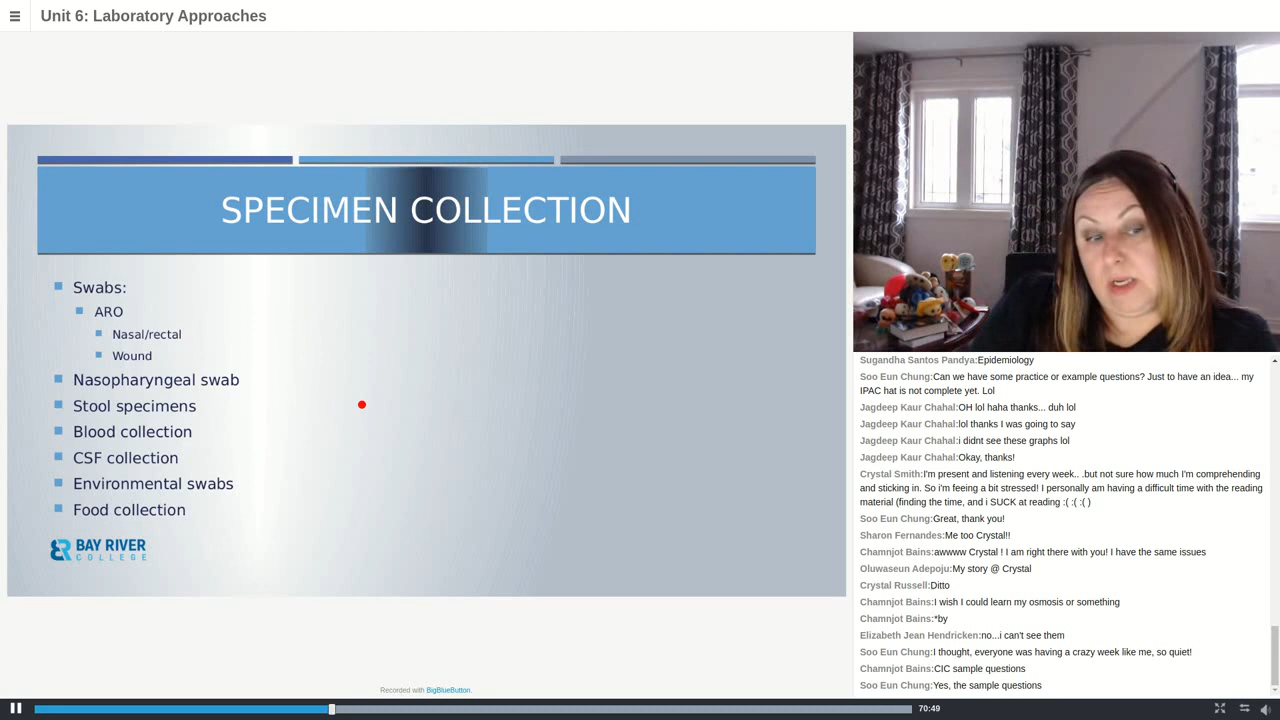 Unit 6: Laboratory Approaches
SPECIMEN COLLECTION
Swabs:
ARO
Nasal/rectal
Wound
Nasopharyngeal swab
Stool specimens
Blood collection
CSF collection
Environmental swabs
Food collection
BAY RIVER
COLLEGE
Recorded with BigBlueButton.
Sugandha Santos Pandya:Epidemiology
Soo Eun Chung:Can we have some practice or example questions? Just to have an idea... my
IPAC hat is not complete yet. Lol
Jagdeep Kaur Chahal:OH lol haha thanks... duh lol
Jagdeep Kaur Chahal:lol thanks I was going to say
Jagdeep Kaur Chahal:i didnt see these graphs lol
Jagdeep Kaur Chahal:Okay, thanks!
Crystal Smith:I'm present and listening every week.. .but not sure how much I'm comprehending
and sticking in. So i'm feeing a bit stressed! I personally am having a difficult time with the reading
material (finding the time, and i SUCK at reading :( :( :( )
Soo Eun Chung:Great, thank you!
Sharon Fernandes:Me too Crystal!!
Chamnjot Bains:awwww Crystal ! I am right there with you! I have the same issues
Oluwaseun Adepoju:My story @ Crystal
Crystal Russell:Ditto
Chamnjot Bains:I wish I could learn my osmosis or something
Chamnjot Bains:*by
Elizabeth Jean Hendricken:no...i can't see them
Soo Eun Chung:I thought, everyone was having a crazy week like me, so quiet!
Chamnjot Bains:CIC sample questions
Soo Eun Chung:Yes, the sample questions
70:49